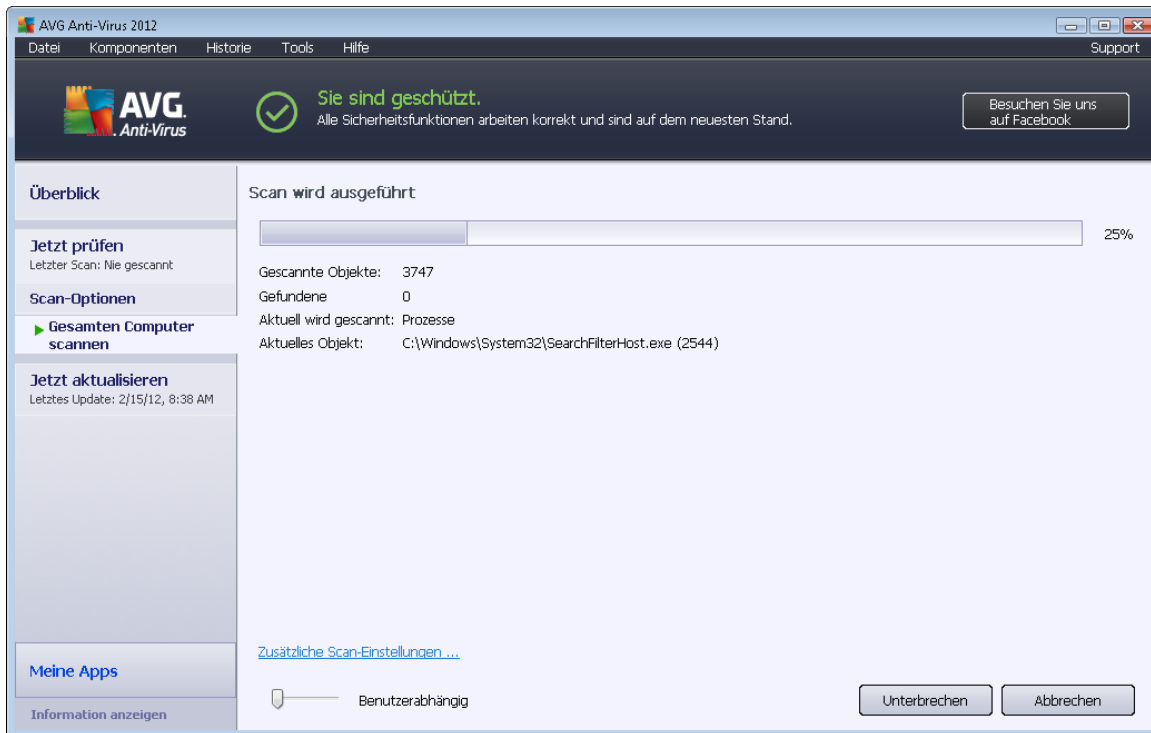 AVG Anti-Virus 2012
Datei Komponenten Historie Tools Hilfe Support
AVG.
Anti-Virus
Sie sind geschützt.
Alle Sicherheitsfunktionen arbeiten korrekt und sind auf dem neuesten Stand.
Besuchen Sie uns
auf Facebook
Überblick
Jetzt prüfen
Letzter Scan: Nie gescannt
Scan-Optionen
Gesamten Computer
scannen
Jetzt aktualisieren
Letztes Update: 2/15/12, 8:38 AM
Meine Apps
Information anzeigen
Scan wird ausgeführt
25%
Gescannte Objekte: 3747
Gefundene 0
Aktuell wird gescannt: Prozesse
Aktuelles Objekt: C:\Windows\System32\SearchFilterHost.exe (2544)
Zusätzliche Scan-Einstellungen ...
Benutzerabhängig
Unterbrechen
Abbrechen